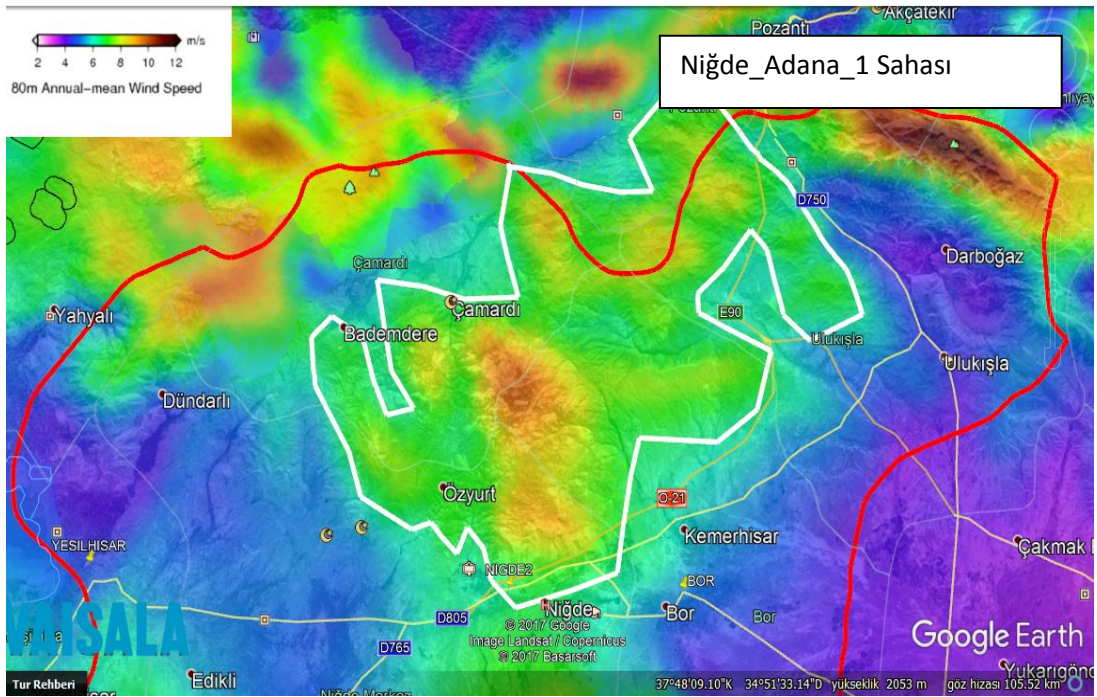 Akçatekir
Pozantı
m/s
2 4 6 8 10 12
80m Annual-mean Wind Speed
Niğde_Adana_1 Sahası
D750
Darboğaz
Çamardı
Yahyalı
Çamardı
E90
Bademdere
Ulukışla
Ulukışla
Dündarlı
Özyurt
O-21
Kemerhisar
YESILHISAR
Çakmak
NIGDE2
BOR
Niğde
Bor
Bor
D805
© 2017 Google
Image Landsat / Copernicus
© 2017 Basarsoft
D765
VAISALA
Google Earth
Edikli
Tur Rehberi
37°48'09.10"K 34°51'33.14"D yükseklik 2053 m göz hizası 105.52 km